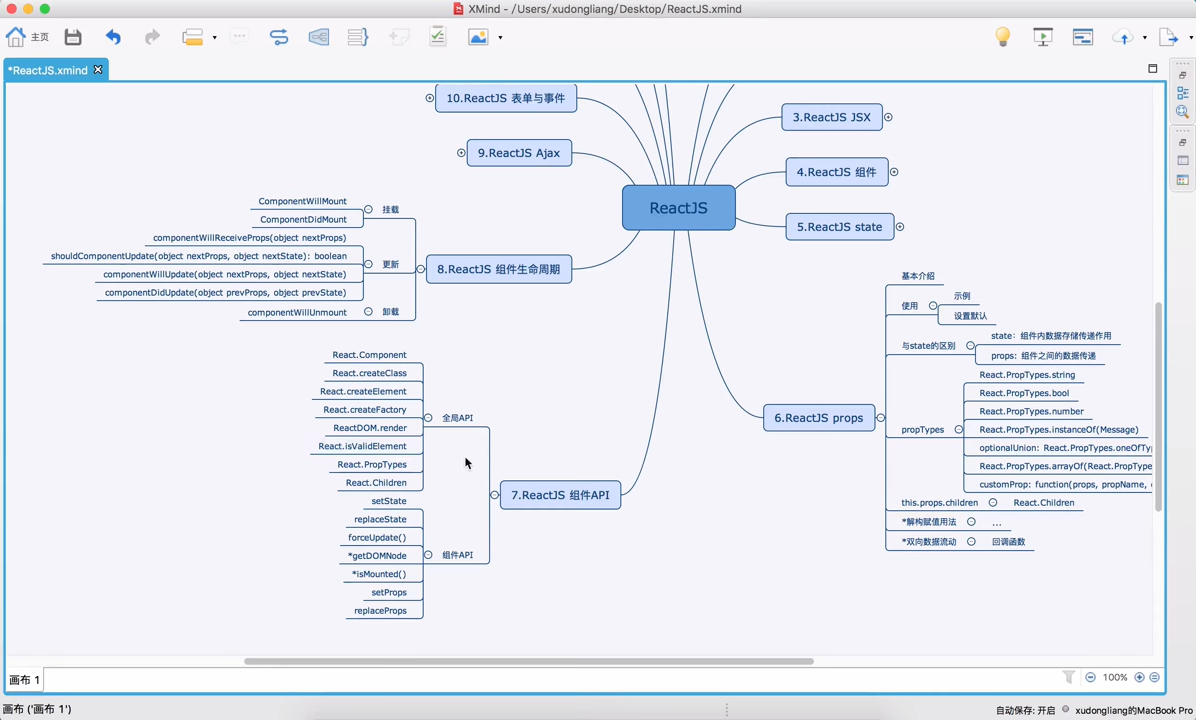 XMind - /Users/xudongliang/Desktop/ReactJS.xmind
主页
*ReactJS.xmind
10.ReactJS 表单与事件
9.ReactJS Ajax
3.ReactJS JSX
4.ReactJS 组件
5.ReactJS state
ReactJS
ComponentWillMount
ComponentDidMount
挂载
componentWillReceiveProps(object nextProps)
shouldComponentUpdate(object nextProps, object nextState): boolean
componentWillUpdate(object nextProps, object nextState)
componentDidUpdate(object prevProps, object prevState)
更新
componentWillUnmount
卸载
8.ReactJS 组件生命周期
React.Component
React.createClass
React.createElement
React.createFactory
ReactDOM.render
React.isValidElement
React.PropTypes
React.Children
全局API
setState
replaceState
forceUpdate()
*getDOMNode
*isMounted()
setProps
replaceProps
组件API
7.ReactJS 组件API
6.ReactJS props
基本介绍
使用
示例
设置默认
与state的区别
state：组件内数据存储传递作用
props: 组件之间的数据传递
propTypes
React.PropTypes.string
React.PropTypes.bool
React.PropTypes.number
React.PropTypes.instanceOf(Message)
optionalUnion: React.PropTypes.oneOfTy
React.PropTypes.arrayOf(React.PropType
customProp: function(props, propName,
this.props.children
React.Children
*解构赋值用法
...
*双向数据流动
回调函数
画布 1
100%
画布 ('画布 1')
自动保存: 开启
xudongliang的MacBook Pro